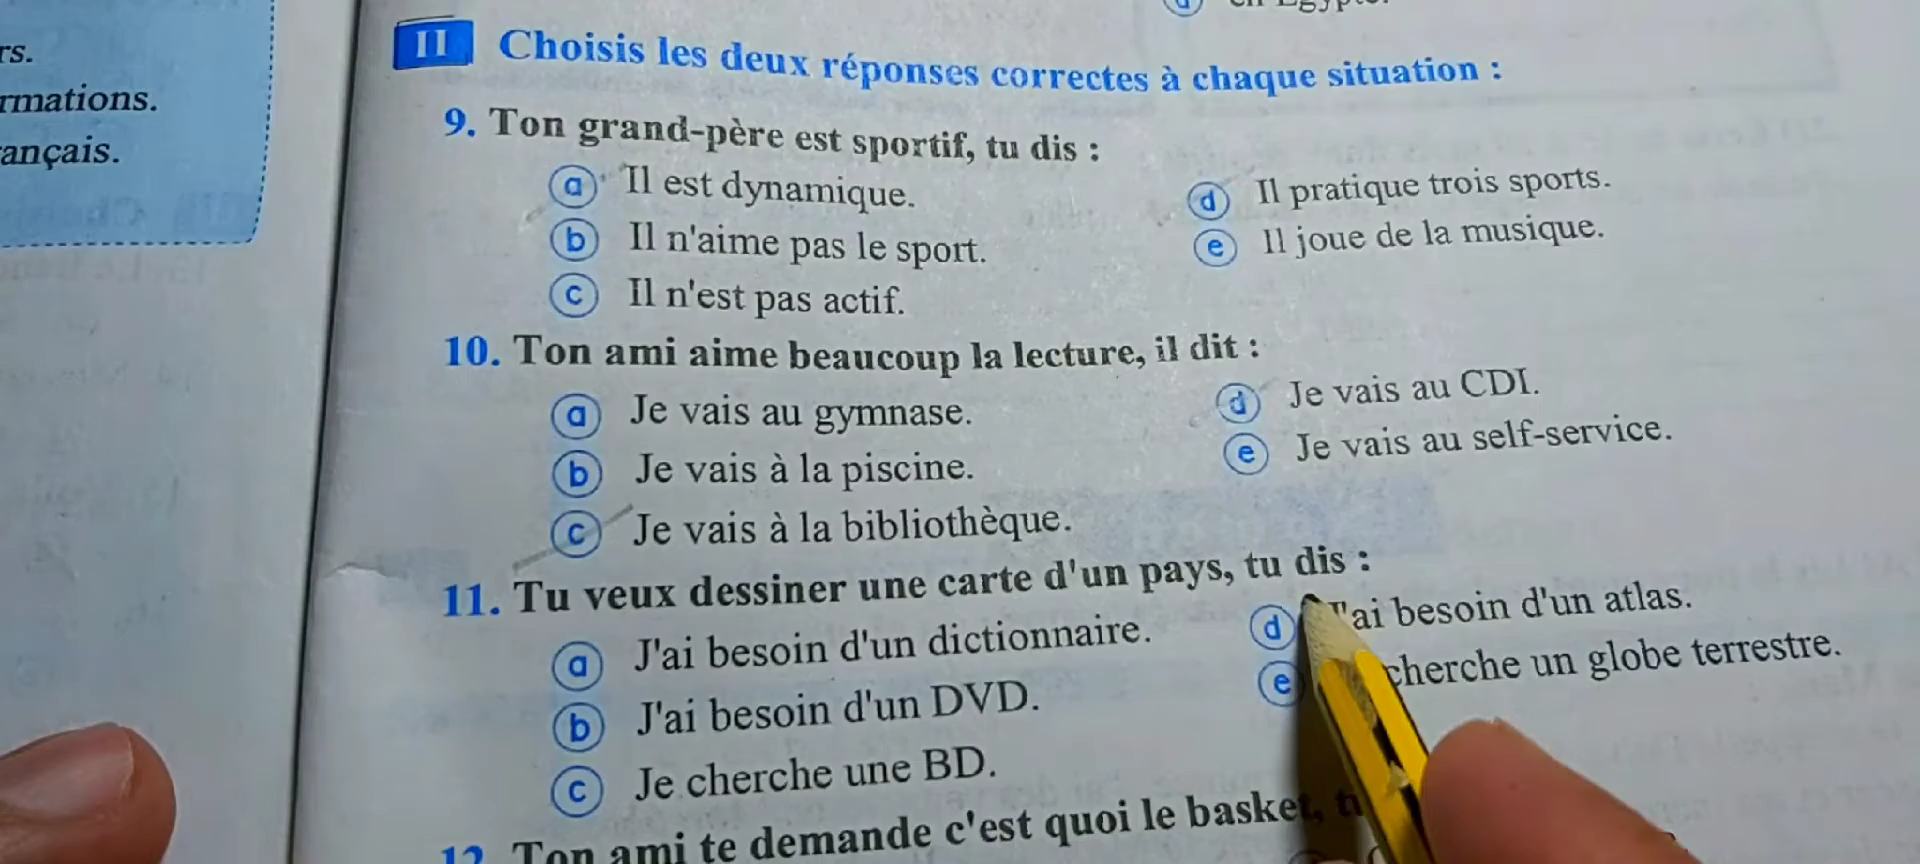 rs.
rmations.
ançais.
II Choisis les deux réponses correctes à chaque situation :
9. Ton grand-père est sportif, tu dis :
a Il est dynamique.
b Il n'aime pas le sport.
c Il n'est pas actif.
d Il pratique trois sports.
e Il joue de la musique.
10. Ton ami aime beaucoup la lecture, il dit :
a Je vais au gymnase.
b Je vais à la piscine.
c Je vais à la bibliothèque.
d Je vais au CDI.
e Je vais au self-service.
11. Tu veux dessiner une carte d'un pays, tu dis :
a J'ai besoin d'un dictionnaire.
b J'ai besoin d'un DVD.
c Je cherche une BD.
d 'ai besoin d'un atlas.
e cherche un globe terrestre.
12 Ton ami te demande c'est quoi le basket,